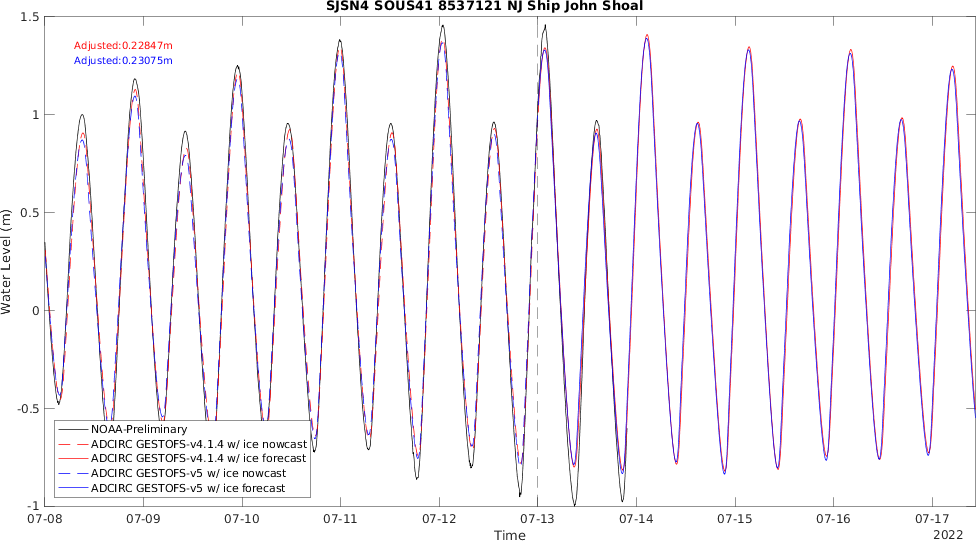 SJSN4 SOUS41 8537121 NJ Ship John Shoal
1.5
1
0.5
0
-0.5
-1
Water Level (m)
Adjusted:0.22847m
Adjusted:0.23075m
NOAA-Preliminary
ADCIRC GESTOFS-v4.1.4 w/ ice nowcast
ADCIRC GESTOFS-v4.1.4 w/ ice forecast
ADCIRC GESTOFS-v5 w/ ice nowcast
ADCIRC GESTOFS-v5 w/ ice forecast
07-08 07-09 07-10 07-11 07-12 07-13 07-14 07-15 07-16 07-17
Time
2022